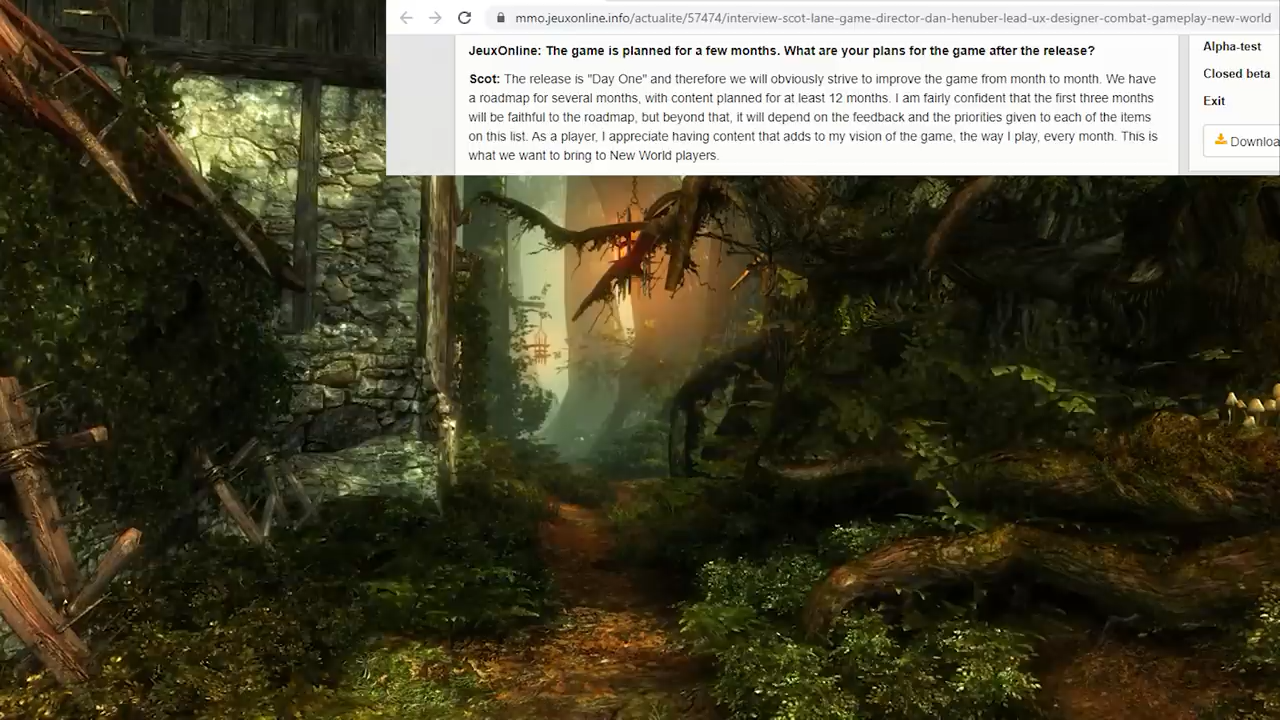 mmo.jeuxonline.info/actualite/57474/interview-scot-lane-game-director-dan-henuber-lead-ux-designer-combat-gameplay-new-world
JeuxOnline: The game is planned for a few months. What are your plans for the game after the release?
Scot: The release is "Day One" and therefore we will obviously strive to improve the game from month to month. We have
a roadmap for several months, with content planned for at least 12 months. I am fairly confident that the first three months
will be faithful to the roadmap, but beyond that, it will depend on the feedback and the priorities given to each of the items
on this list. As a player, I appreciate having content that adds to my vision of the game, the way I play, every month. This is
what we want to bring to New World players.
Alpha-test
Closed beta
Exit
Downloa